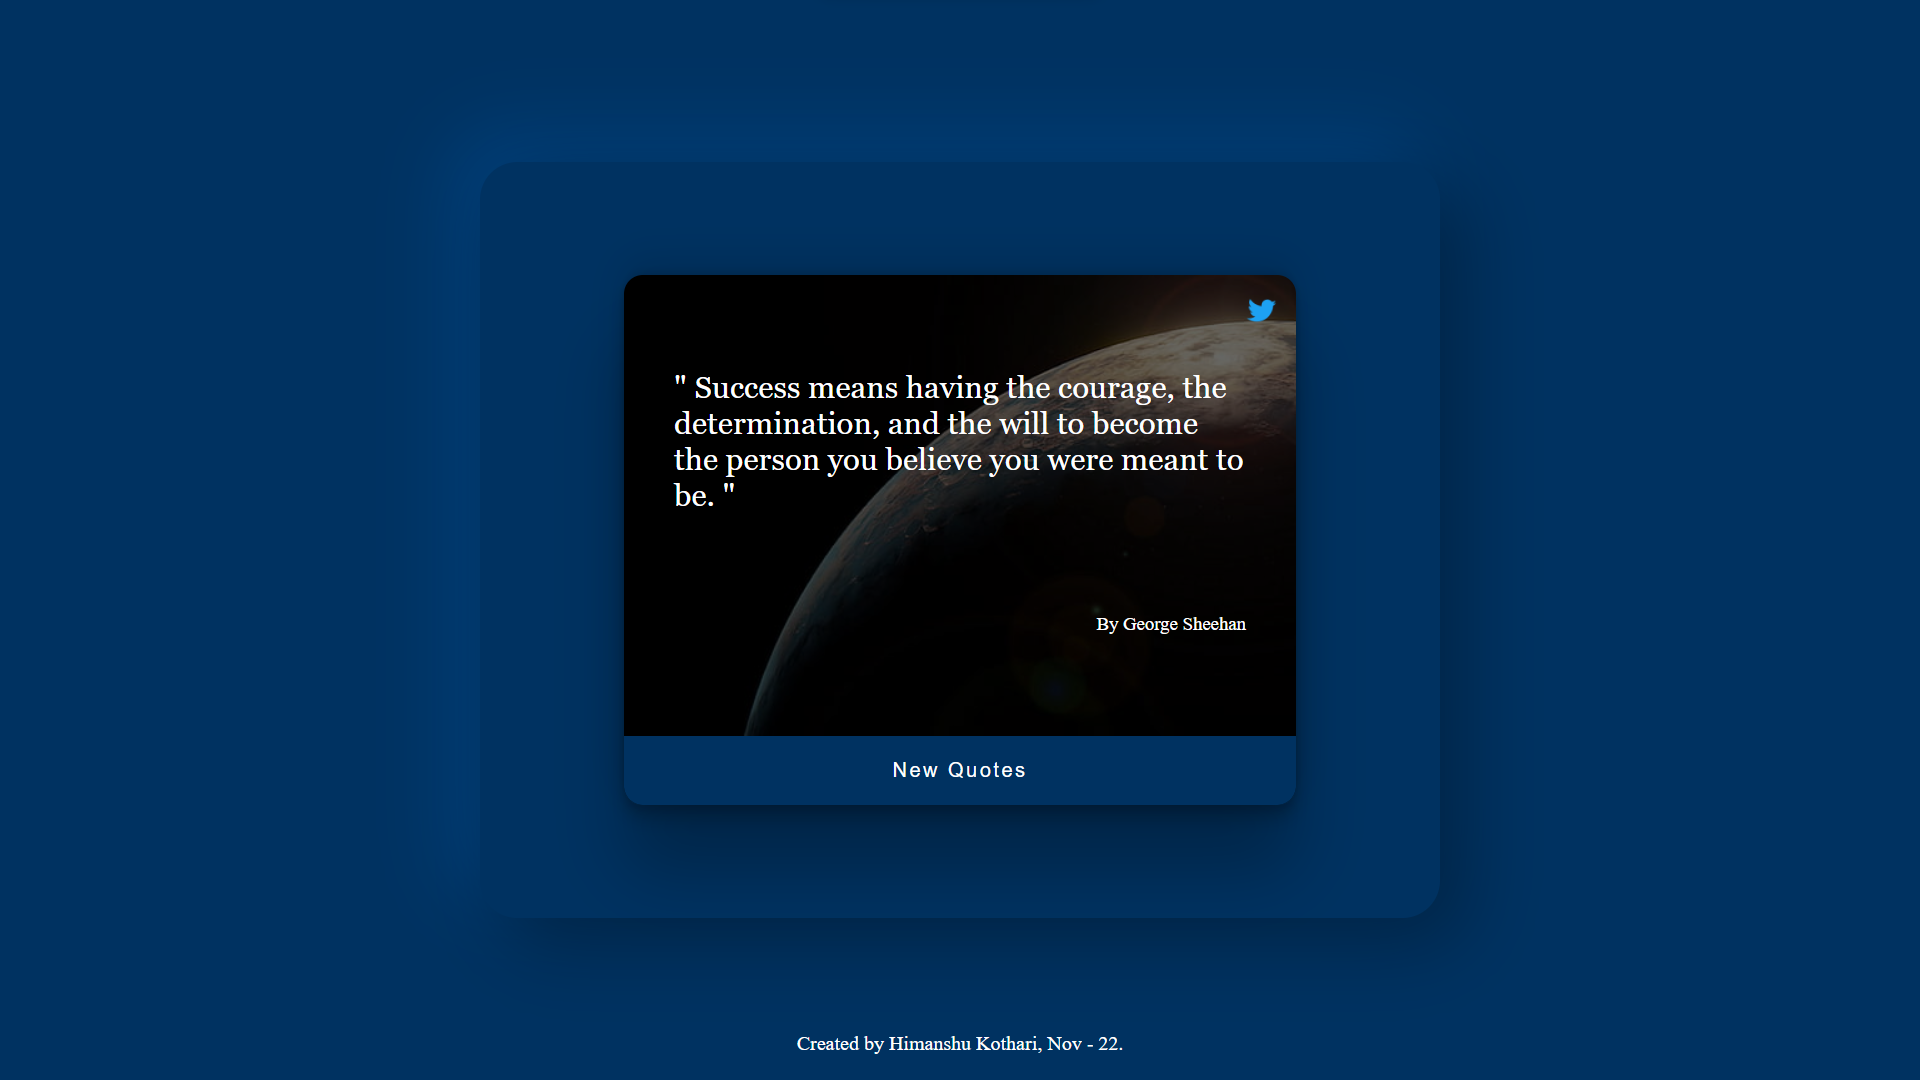 " Success means having the courage, the
determination, and the will to become
the person you believe you were meant to
be. "
By George Sheehan
New Quotes
Created by Himanshu Kothari, Nov - 22.